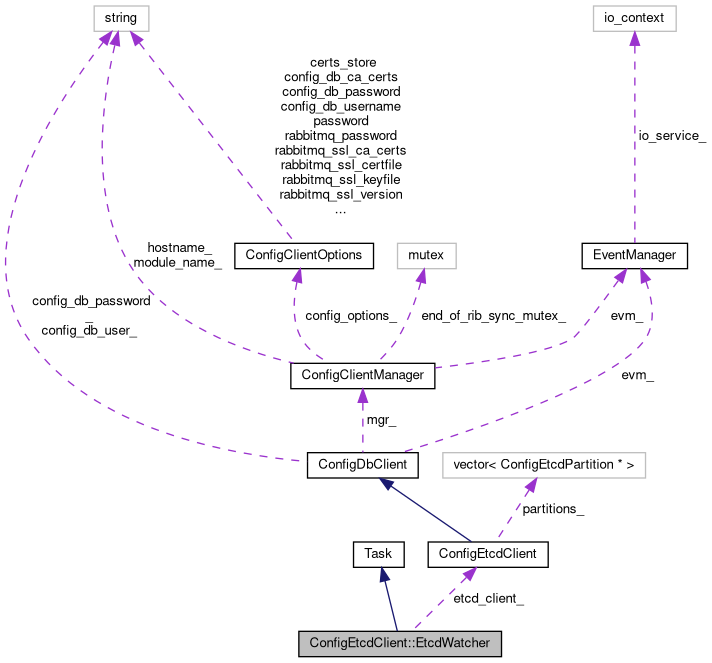 string
io_context
certs_store
config_db_ca_certs
config_db_password
config_db_username
password
rabbitmq_password
rabbitmq_ssl_ca_certs
rabbitmq_ssl_certfile
rabbitmq_ssl_keyfile
rabbitmq_ssl_version
...
io_service_
hostname_
module_name_
ConfigClientOptions
mutex
EventManager
config_db_password
_
config_db_user_
config_options_
end_of_rib_sync_mutex_
evm_
ConfigClientManager
evm_
mgr_
ConfigDbClient
vector< ConfigEtcdPartition * >
partitions_
Task
ConfigEtcdClient
etcd_client_
ConfigEtcdClient::EtcdWatcher